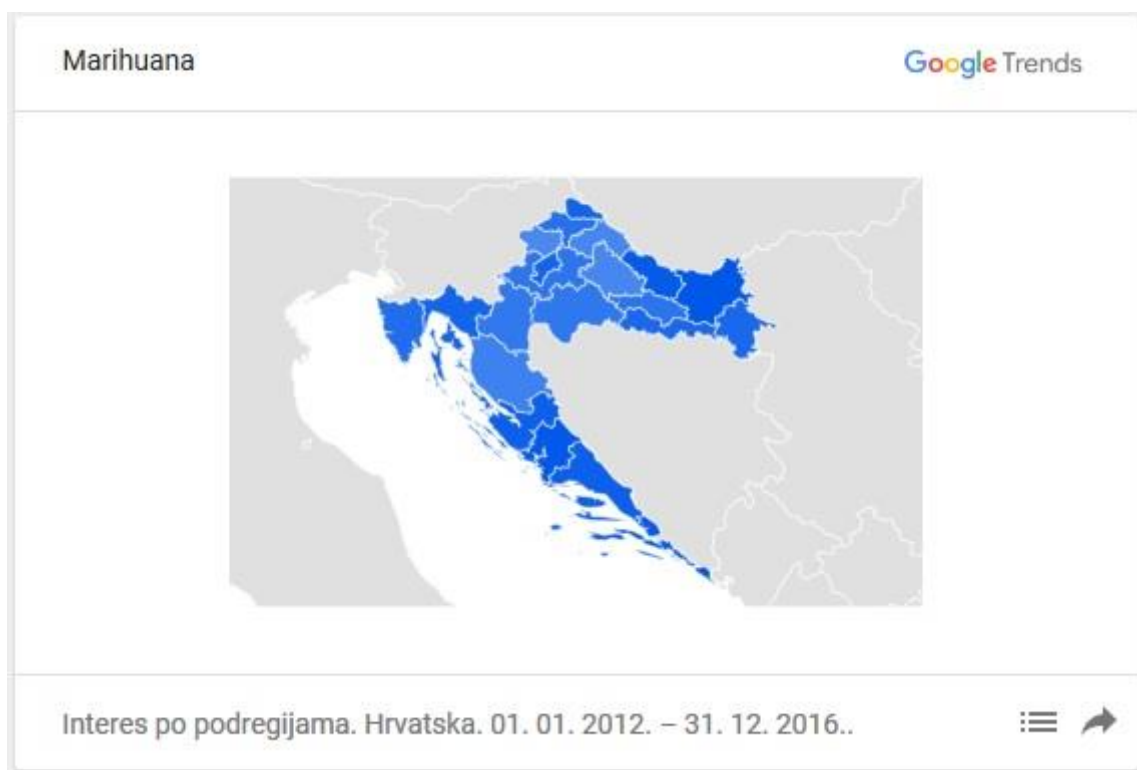 Marihuana
Google Trends
Interes po podregijama. Hrvatska. 01. 01. 2012. – 31. 12. 2016..